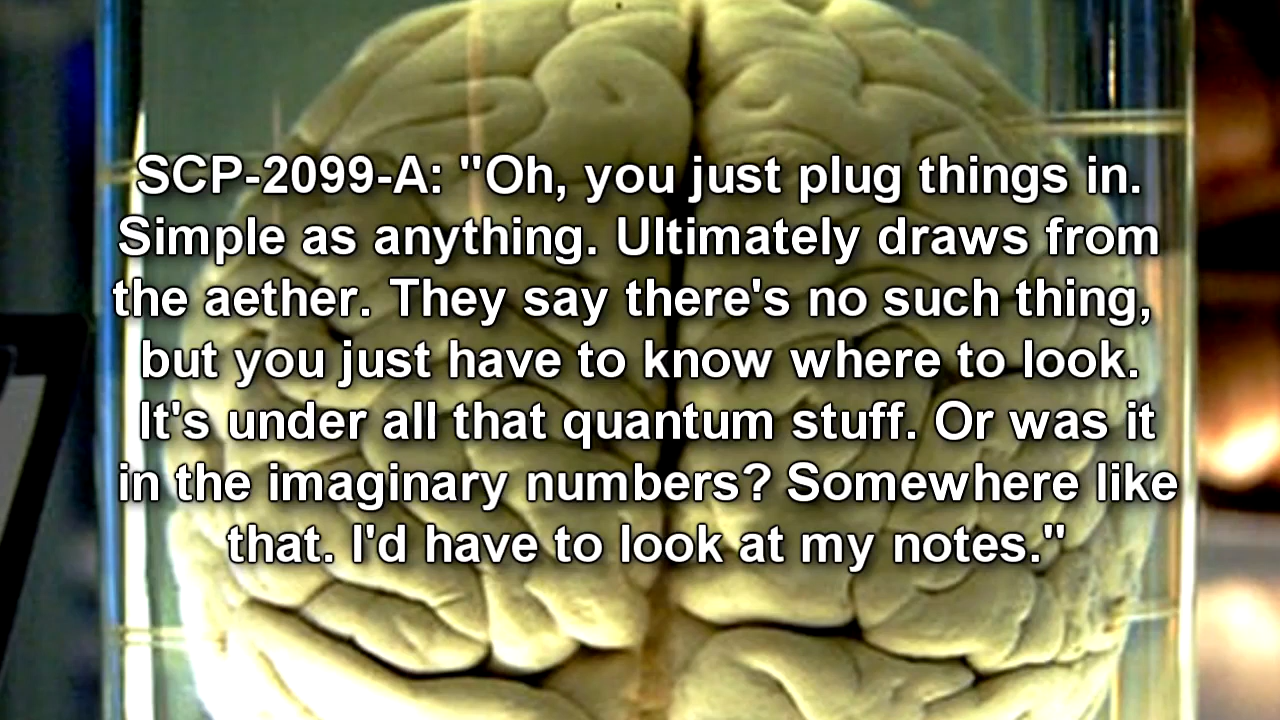 SCP-2099-A: "Oh, you just plug things in.
Simple as anything. Ultimately draws from
the aether. They say there's no such thing,
but you just have to know where to look.
It's under all that quantum stuff. Or was it
in the imaginary numbers? Somewhere like
that. I'd have to look at my notes."